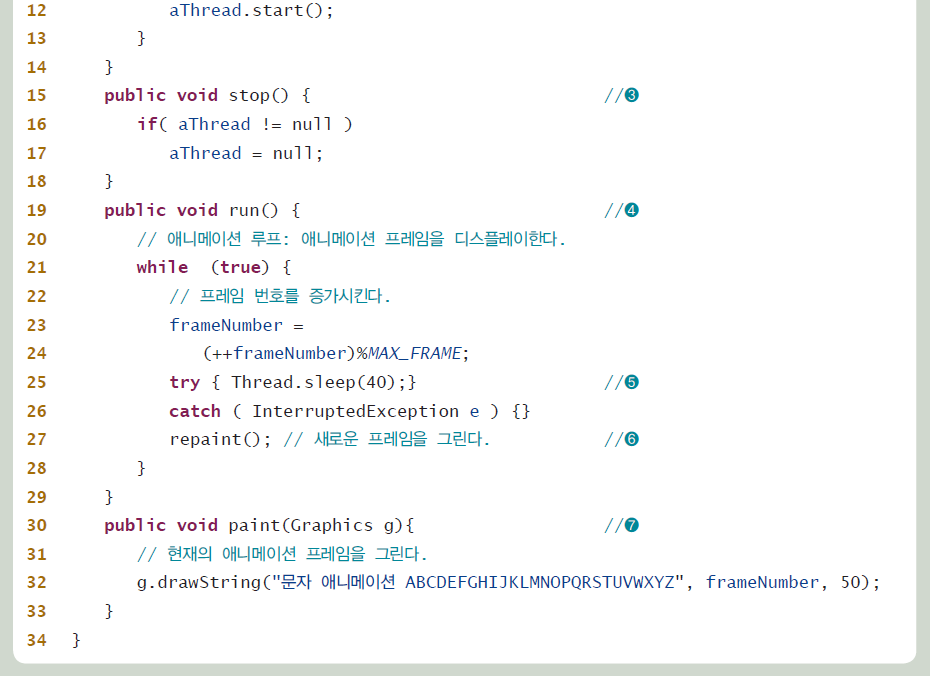 12 aThread.start();
13 }
14 }
15 public void stop() { //❸
16 if( aThread != null )
17 aThread = null;
18 }
19 public void run() { //❹
20 // 애니메이션 루프: 애니메이션 프레임을 디스플레이한다.
21 while (true) {
22 // 프레임 번호를 증가시킨다.
23 frameNumber =
24 (++frameNumber)%MAX_FRAME;
25 try { Thread.sleep(40);} //❺
26 catch ( InterruptedException e ) {}
27 repaint(); // 새로운 프레임을 그린다. //❻
28 }
29 }
30 public void paint(Graphics g){ //❼
31 // 현재의 애니메이션 프레임을 그린다.
32 g.drawString("문자 애니메이션 ABCDEFGHIJKLMNOPQRSTUVWXYZ", frameNumber, 50);
33 }
34 }